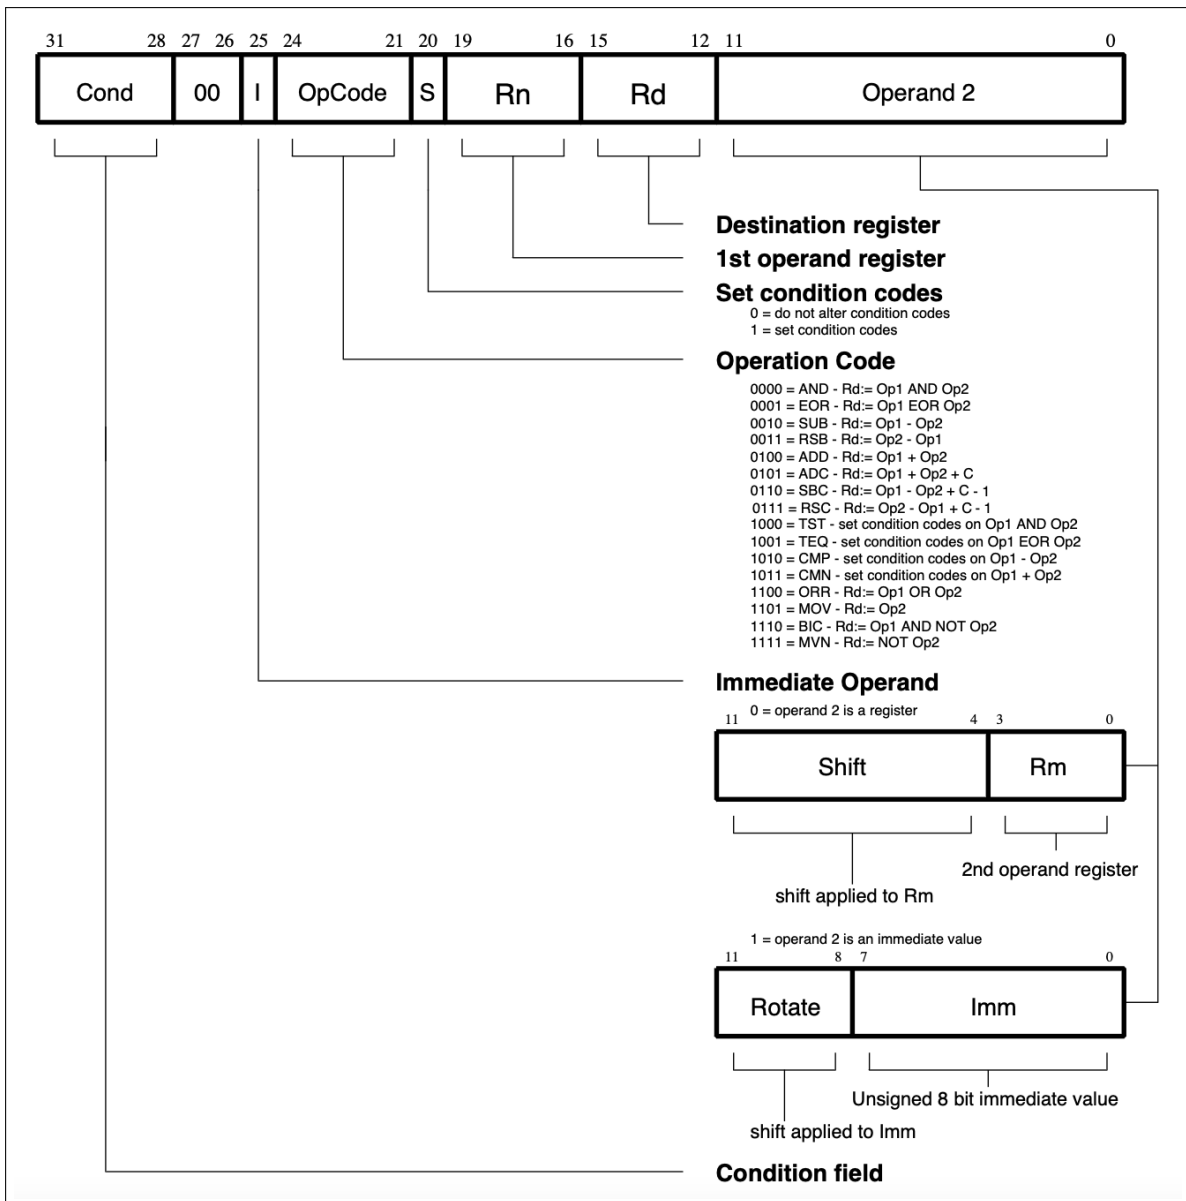 31 28 27 26 25 24 21 20 19 16 15 12 11 0
Cond 00 I OpCode S Rn Rd Operand 2
Destination register
1st operand register
Set condition codes
0 = do not alter condition codes
1 = set condition codes
Operation Code
0000 = AND - Rd:= Op1 AND Op2
0001 = EOR - Rd:= Op1 EOR Op2
0010 = SUB - Rd:= Op1 - Op2
0011 = RSB - Rd:= Op2 - Op1
0100 = ADD - Rd:= Op1 + Op2
0101 = ADC - Rd:= Op1 + Op2 + C
0110 = SBC - Rd:= Op1 - Op2 + C - 1
0111 = RSC - Rd:= Op2 - Op1 + C - 1
1000 = TST - set condition codes on Op1 AND Op2
1001 = TEQ - set condition codes on Op1 EOR Op2
1010 = CMP - set condition codes on Op1 - Op2
1011 = CMN - set condition codes on Op1 + Op2
1100 = ORR - Rd:= Op1 OR Op2
1101 = MOV - Rd:= Op2
1110 = BIC - Rd:= Op1 AND NOT Op2
1111 = MVN - Rd:= NOT Op2
Immediate Operand
0 = operand 2 is a register
11 4 3 0
Shift Rm
2nd operand register
shift applied to Rm
1 = operand 2 is an immediate value
11 8 7 0
Rotate Imm
Unsigned 8 bit immediate value
shift applied to Imm
Condition field